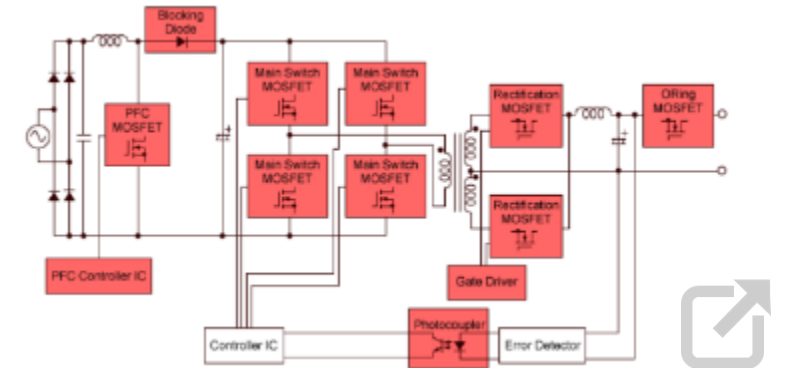 Blocking
Diode
Main Switch
MOSFET
Main Switch
MOSFET
Rectification
MOSFET
ORing
MOSFET
PFC
MOSFET
Main Switch
MOSFET
Main Switch
MOSFET
Rectification
MOSFET
PFC Controller IC
Gate Driver
Photocoupler
Controller IC
Error Detector